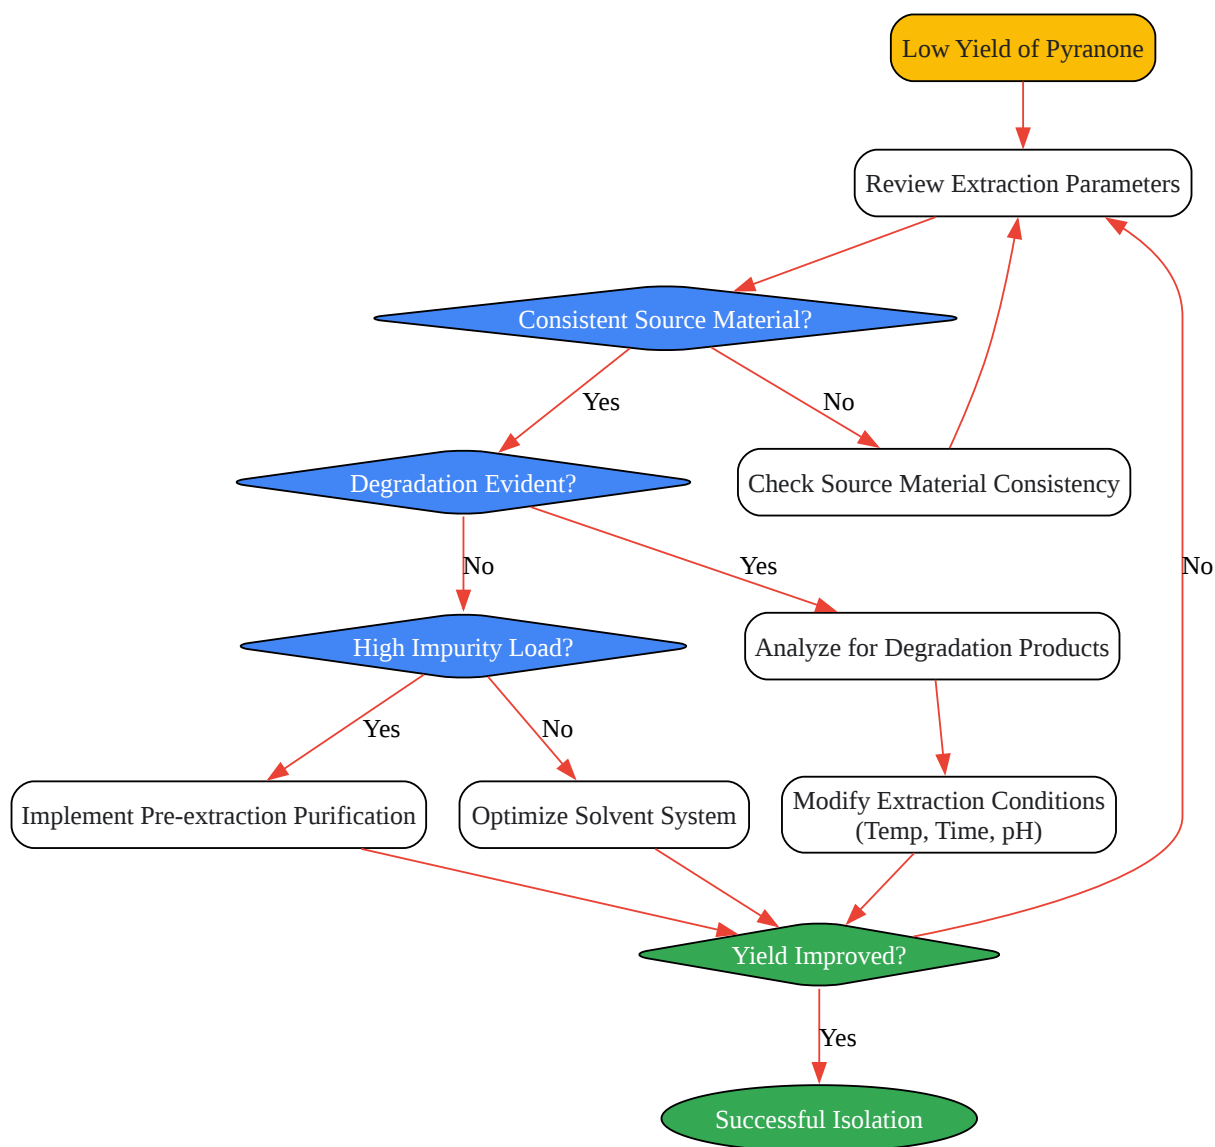 Low Yield of Pyranone
Review Extraction Parameters
Consistent Source Material?
Yes
No
Degradation Evident?
Check Source Material Consistency
No
Yes
No
High Impurity Load?
Analyze for Degradation Products
Yes
No
Implement Pre-extraction Purification
Optimize Solvent System
Modify Extraction Conditions
(Temp, Time, pH)
Yield Improved?
Yes
Successful Isolation